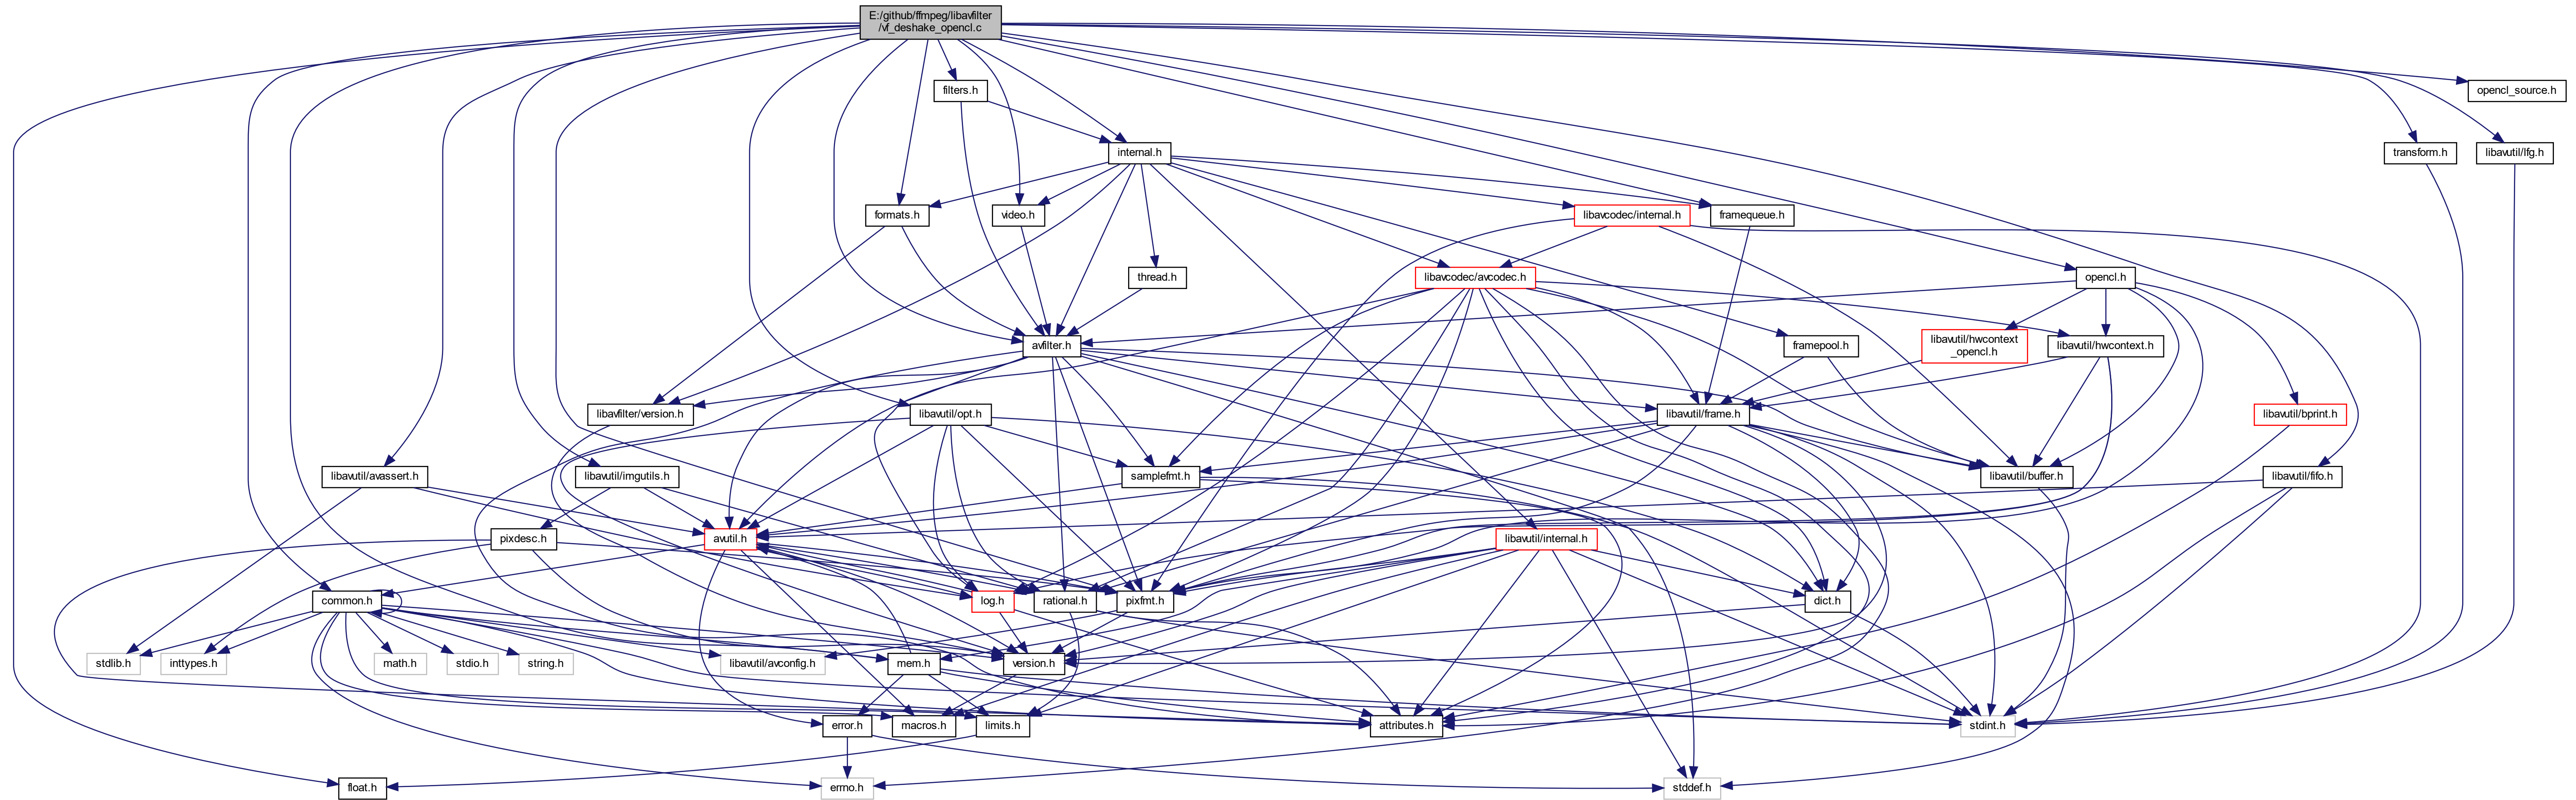 E:/github/ffmpeg/libavfilter
/vf_deshake_opencl.c
filters.h
opencl_source.h
internal.h
transform.h
libavutil/lfg.h
formats.h
video.h
libavcodec/internal.h
framequeue.h
thread.h
libavcodec/avcodec.h
opencl.h
avfilter.h
framepool.h
libavutil/hwcontext
_opencl.h
libavutil/hwcontext.h
libavfilter/version.h
libavutil/opt.h
libavutil/frame.h
libavutil/bprint.h
libavutil/avassert.h
libavutil/imgutils.h
samplefmt.h
libavutil/buffer.h
libavutil/fifo.h
pixdesc.h
avutil.h
libavutil/internal.h
common.h
log.h
rational.h
pixfmt.h
dict.h
stdlib.h
inttypes.h
math.h
stdio.h
string.h
libavutil/avconfig.h
mem.h
version.h
error.h
macros.h
limits.h
attributes.h
stdint.h
float.h
errno.h
stddef.h